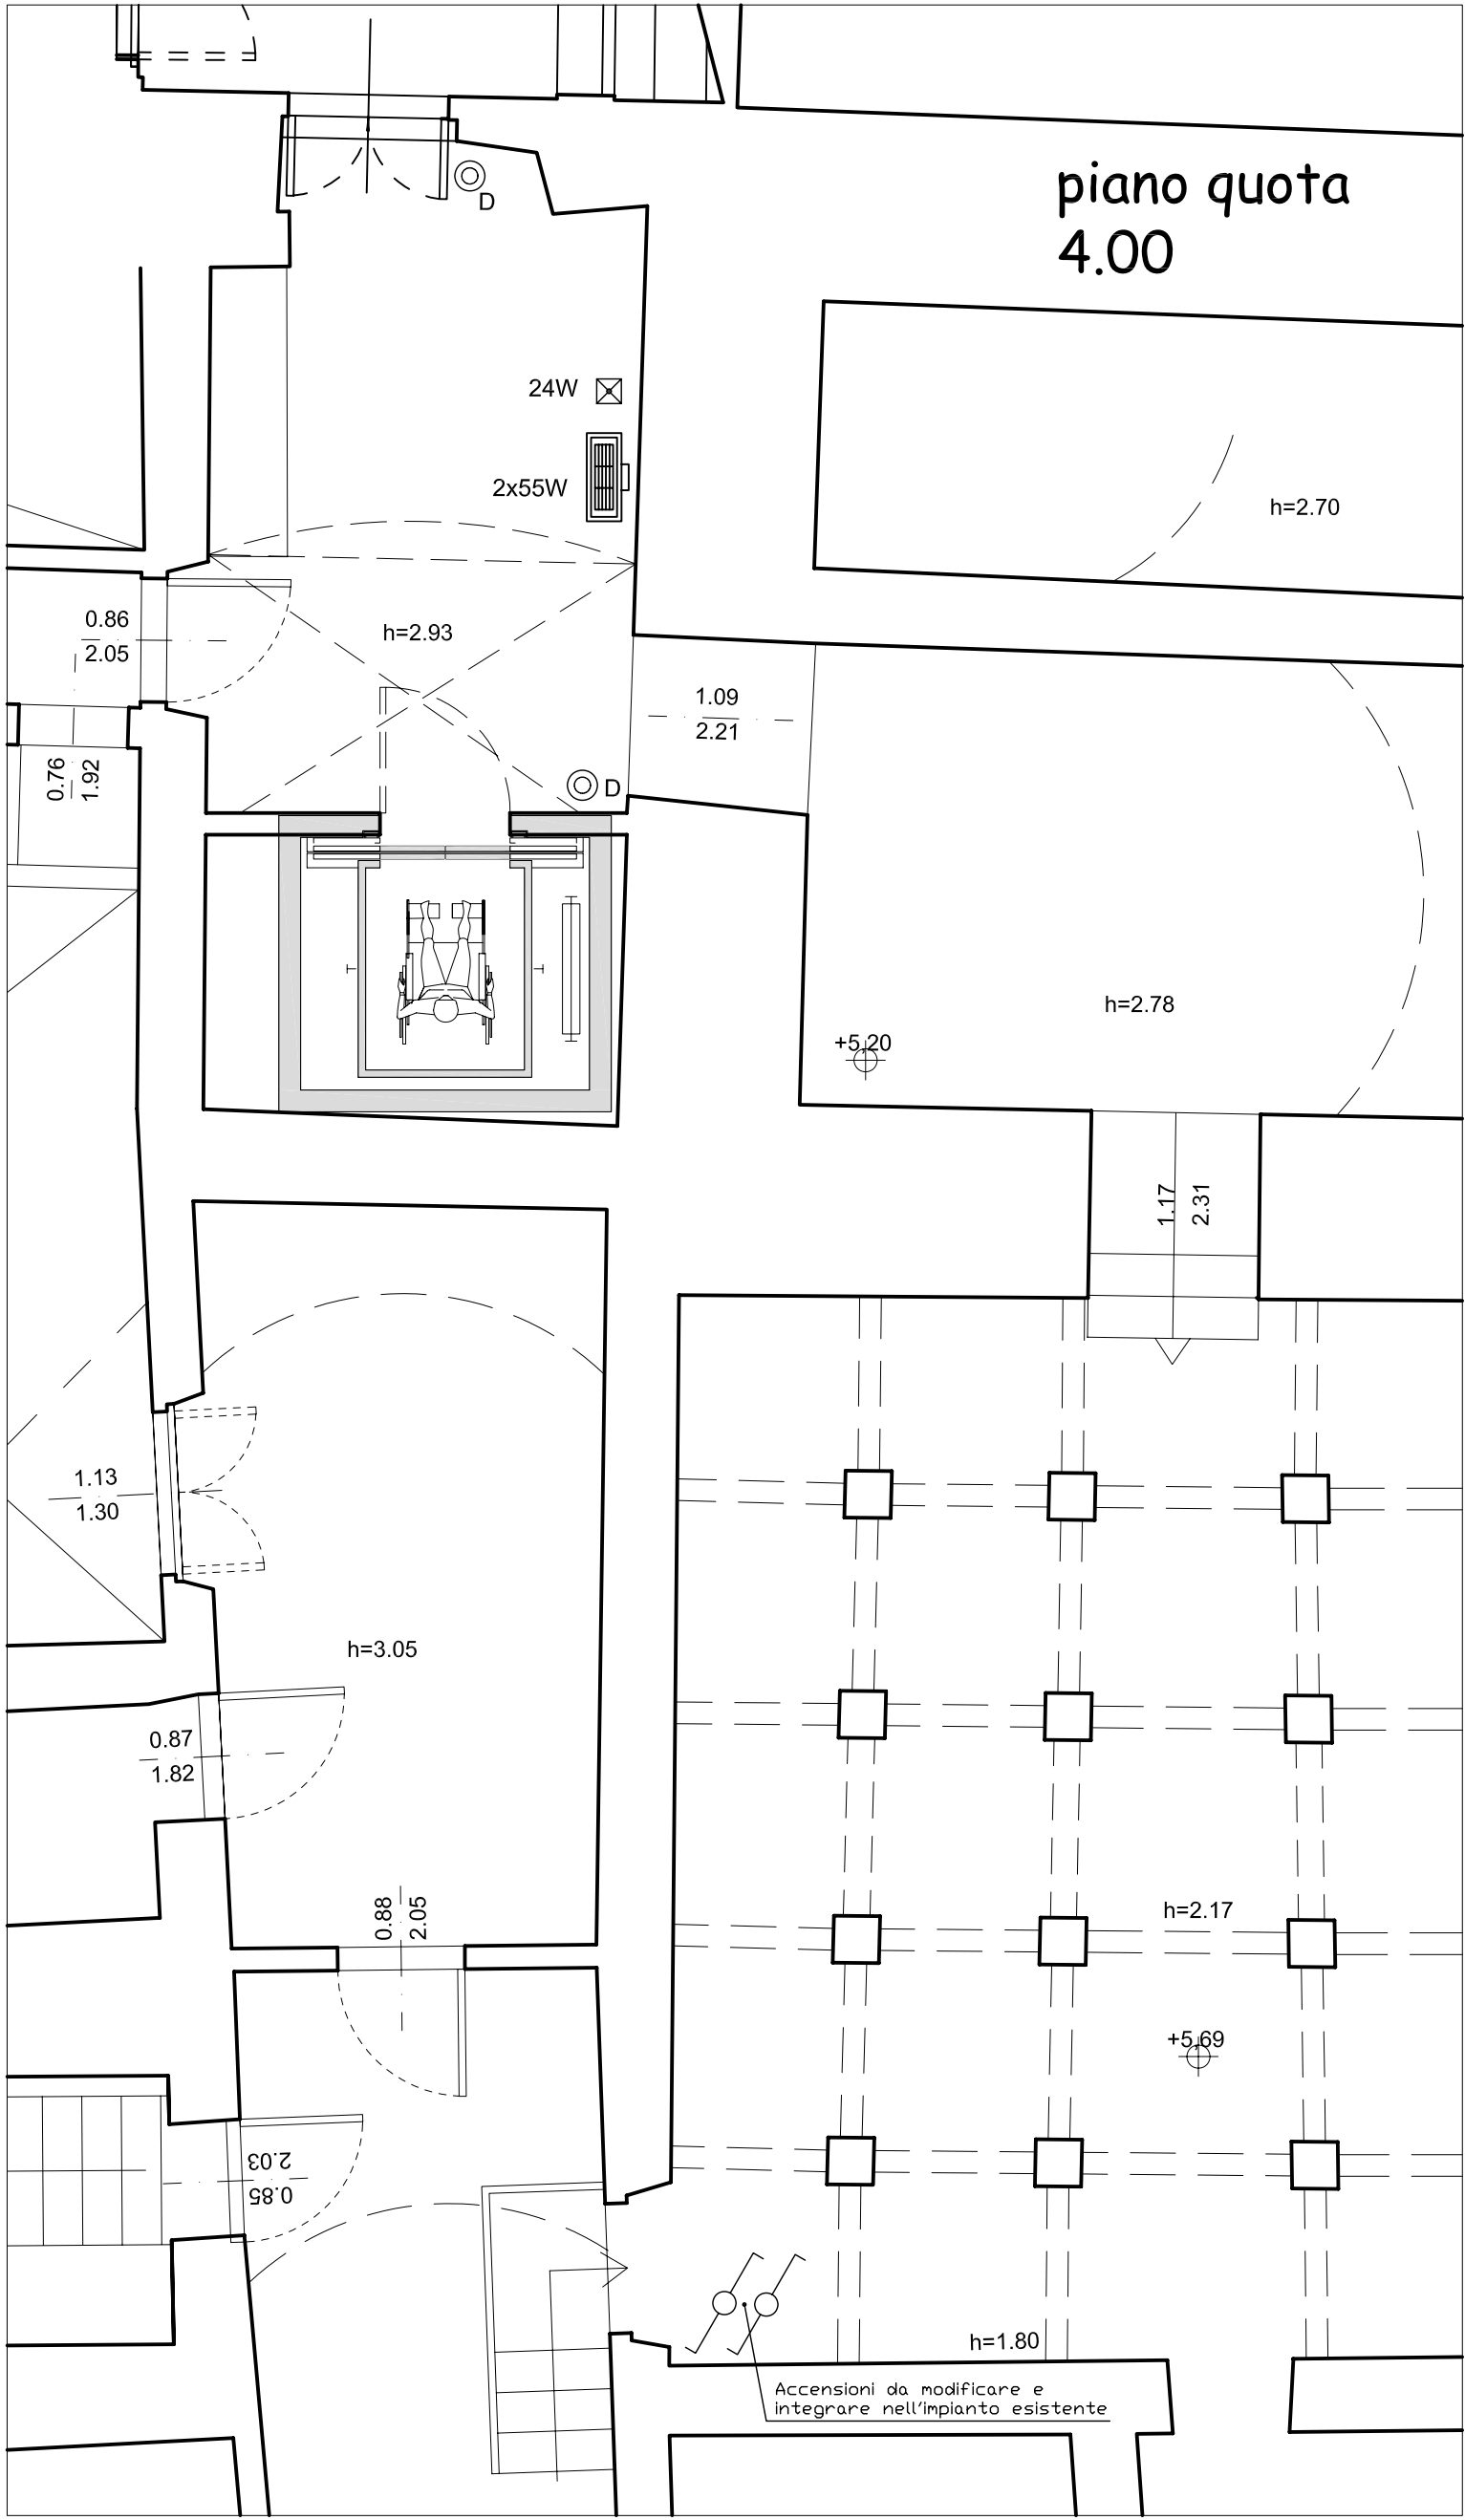 D
piano quota
4.00
24W
2x55W
h=2.70
0.86
2.05
h=2.93
1.09
2.21
0.76
1.92
D
h=2.78
+5,20
1.17
2.31
1.13
1.30
h=3.05
0.87
1.82
0.88
2.05
h=2.17
+5,69
0.85
2.03
h=1.80
Accensioni da modificare e
integrare nell'impianto esistente